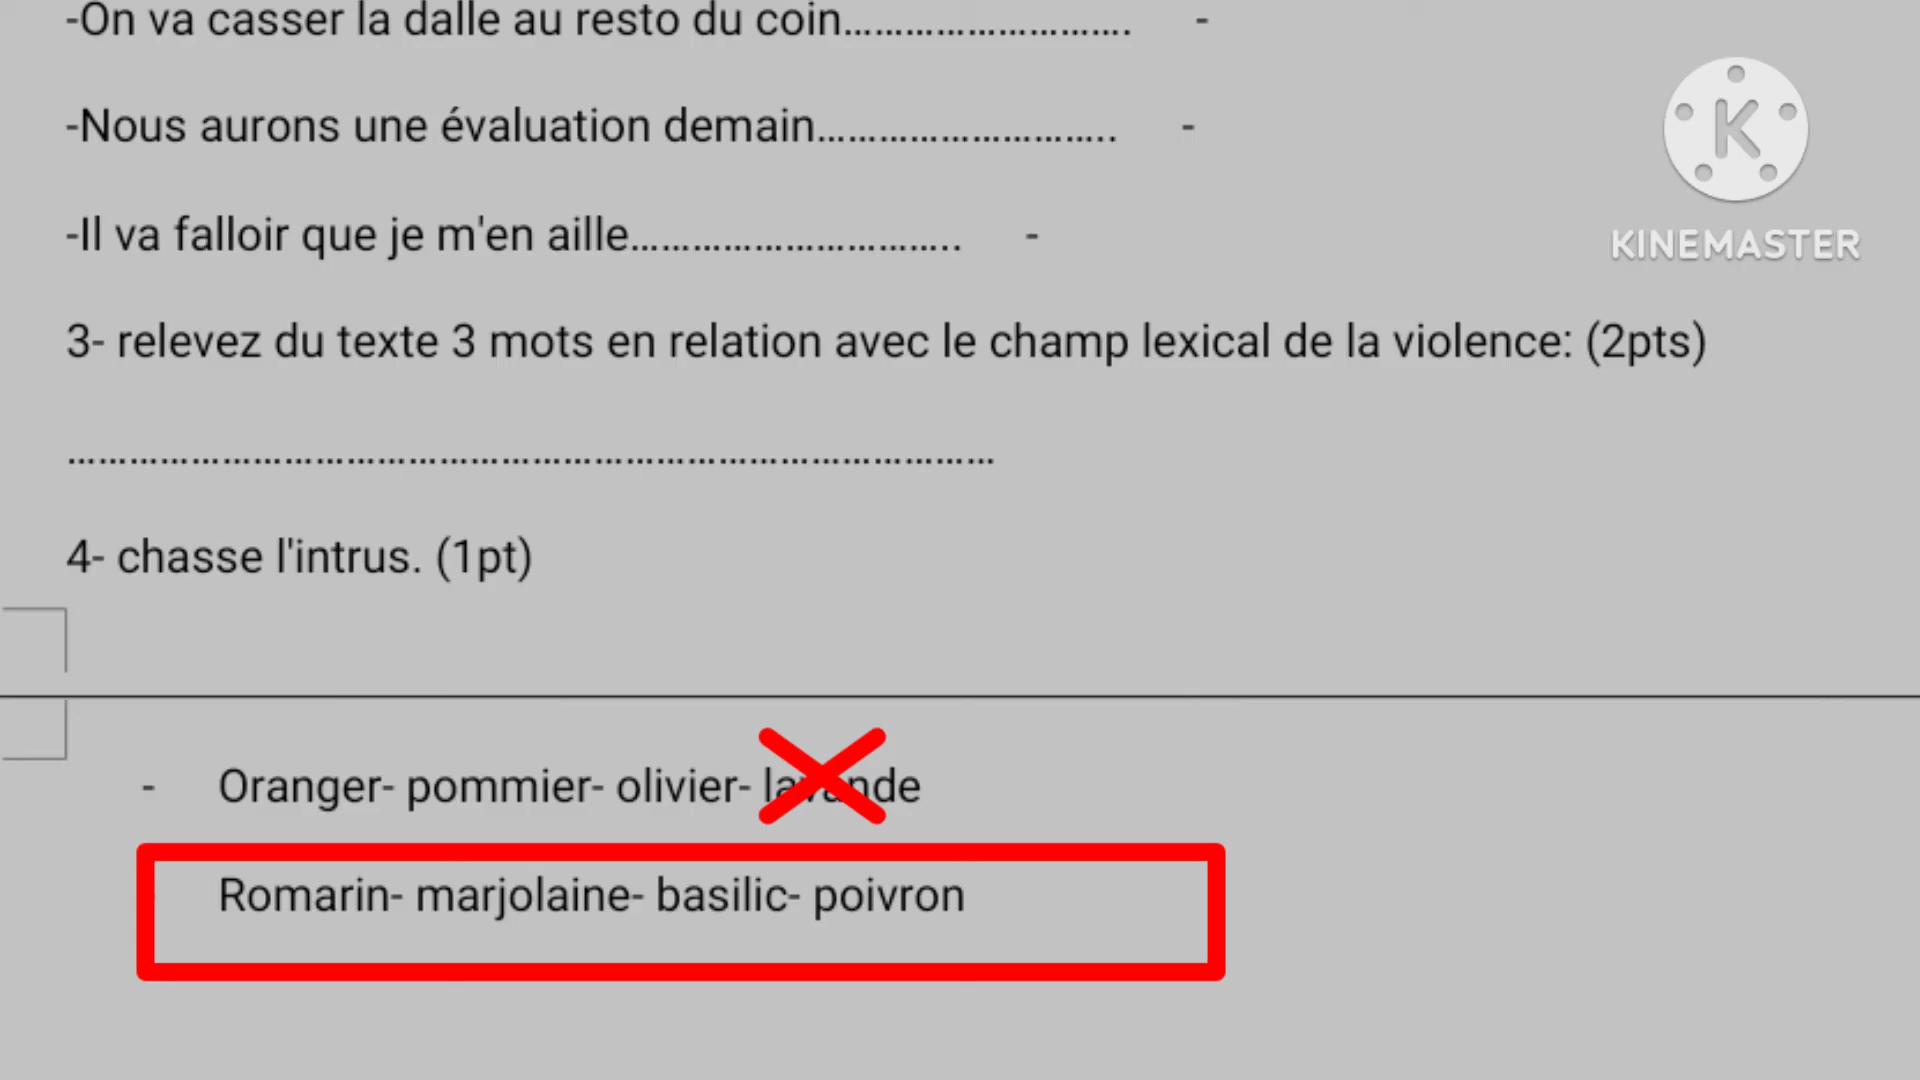 -On va casser la dalle au resto du coin………………………. -
-Nous aurons une évaluation demain……………………….. -
-Il va falloir que je m'en aille………………………….. -
K
KINEMASTER
3- relevez du texte 3 mots en relation avec le champ lexical de la violence: (2pts)
………………………………………………………………………………
4- chasse l'intrus. (1pt)
- Oranger- pommier- olivier- lavande
Romarin- marjolaine- basilic- poivron